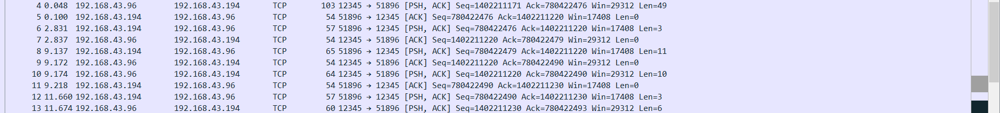 4 0.048 192.168.43.96 192.168.43.194 TCP 103 12345 → 51896 [PSH, ACK] Seq=1402211171 Ack=780422476 Win=29312 Len=49
5 0.100 192.168.43.194 192.168.43.96 TCP 54 51896 → 12345 [ACK] Seq=780422476 Ack=1402211220 Win=17408 Len=0
6 2.831 192.168.43.194 192.168.43.96 TCP 57 51896 → 12345 [PSH, ACK] Seq=780422476 Ack=1402211220 Win=17408 Len=3
7 2.837 192.168.43.96 192.168.43.194 TCP 54 12345 → 51896 [ACK] Seq=1402211220 Ack=780422479 Win=29312 Len=0
8 9.137 192.168.43.194 192.168.43.96 TCP 65 51896 → 12345 [PSH, ACK] Seq=780422479 Ack=1402211220 Win=17408 Len=11
9 9.172 192.168.43.96 192.168.43.194 TCP 54 12345 → 51896 [ACK] Seq=1402211220 Ack=780422490 Win=29312 Len=0
10 9.174 192.168.43.96 192.168.43.194 TCP 64 12345 → 51896 [PSH, ACK] Seq=1402211220 Ack=780422490 Win=29312 Len=10
11 9.218 192.168.43.194 192.168.43.96 TCP 54 51896 → 12345 [ACK] Seq=780422490 Ack=1402211230 Win=17408 Len=0
12 11.660 192.168.43.194 192.168.43.96 TCP 57 51896 → 12345 [PSH, ACK] Seq=780422490 Ack=1402211230 Win=17408 Len=3
13 11.674 192.168.43.96 192.168.43.194 TCP 60 12345 → 51896 [PSH, ACK] Seq=1402211230 Ack=780422493 Win=29312 Len=6